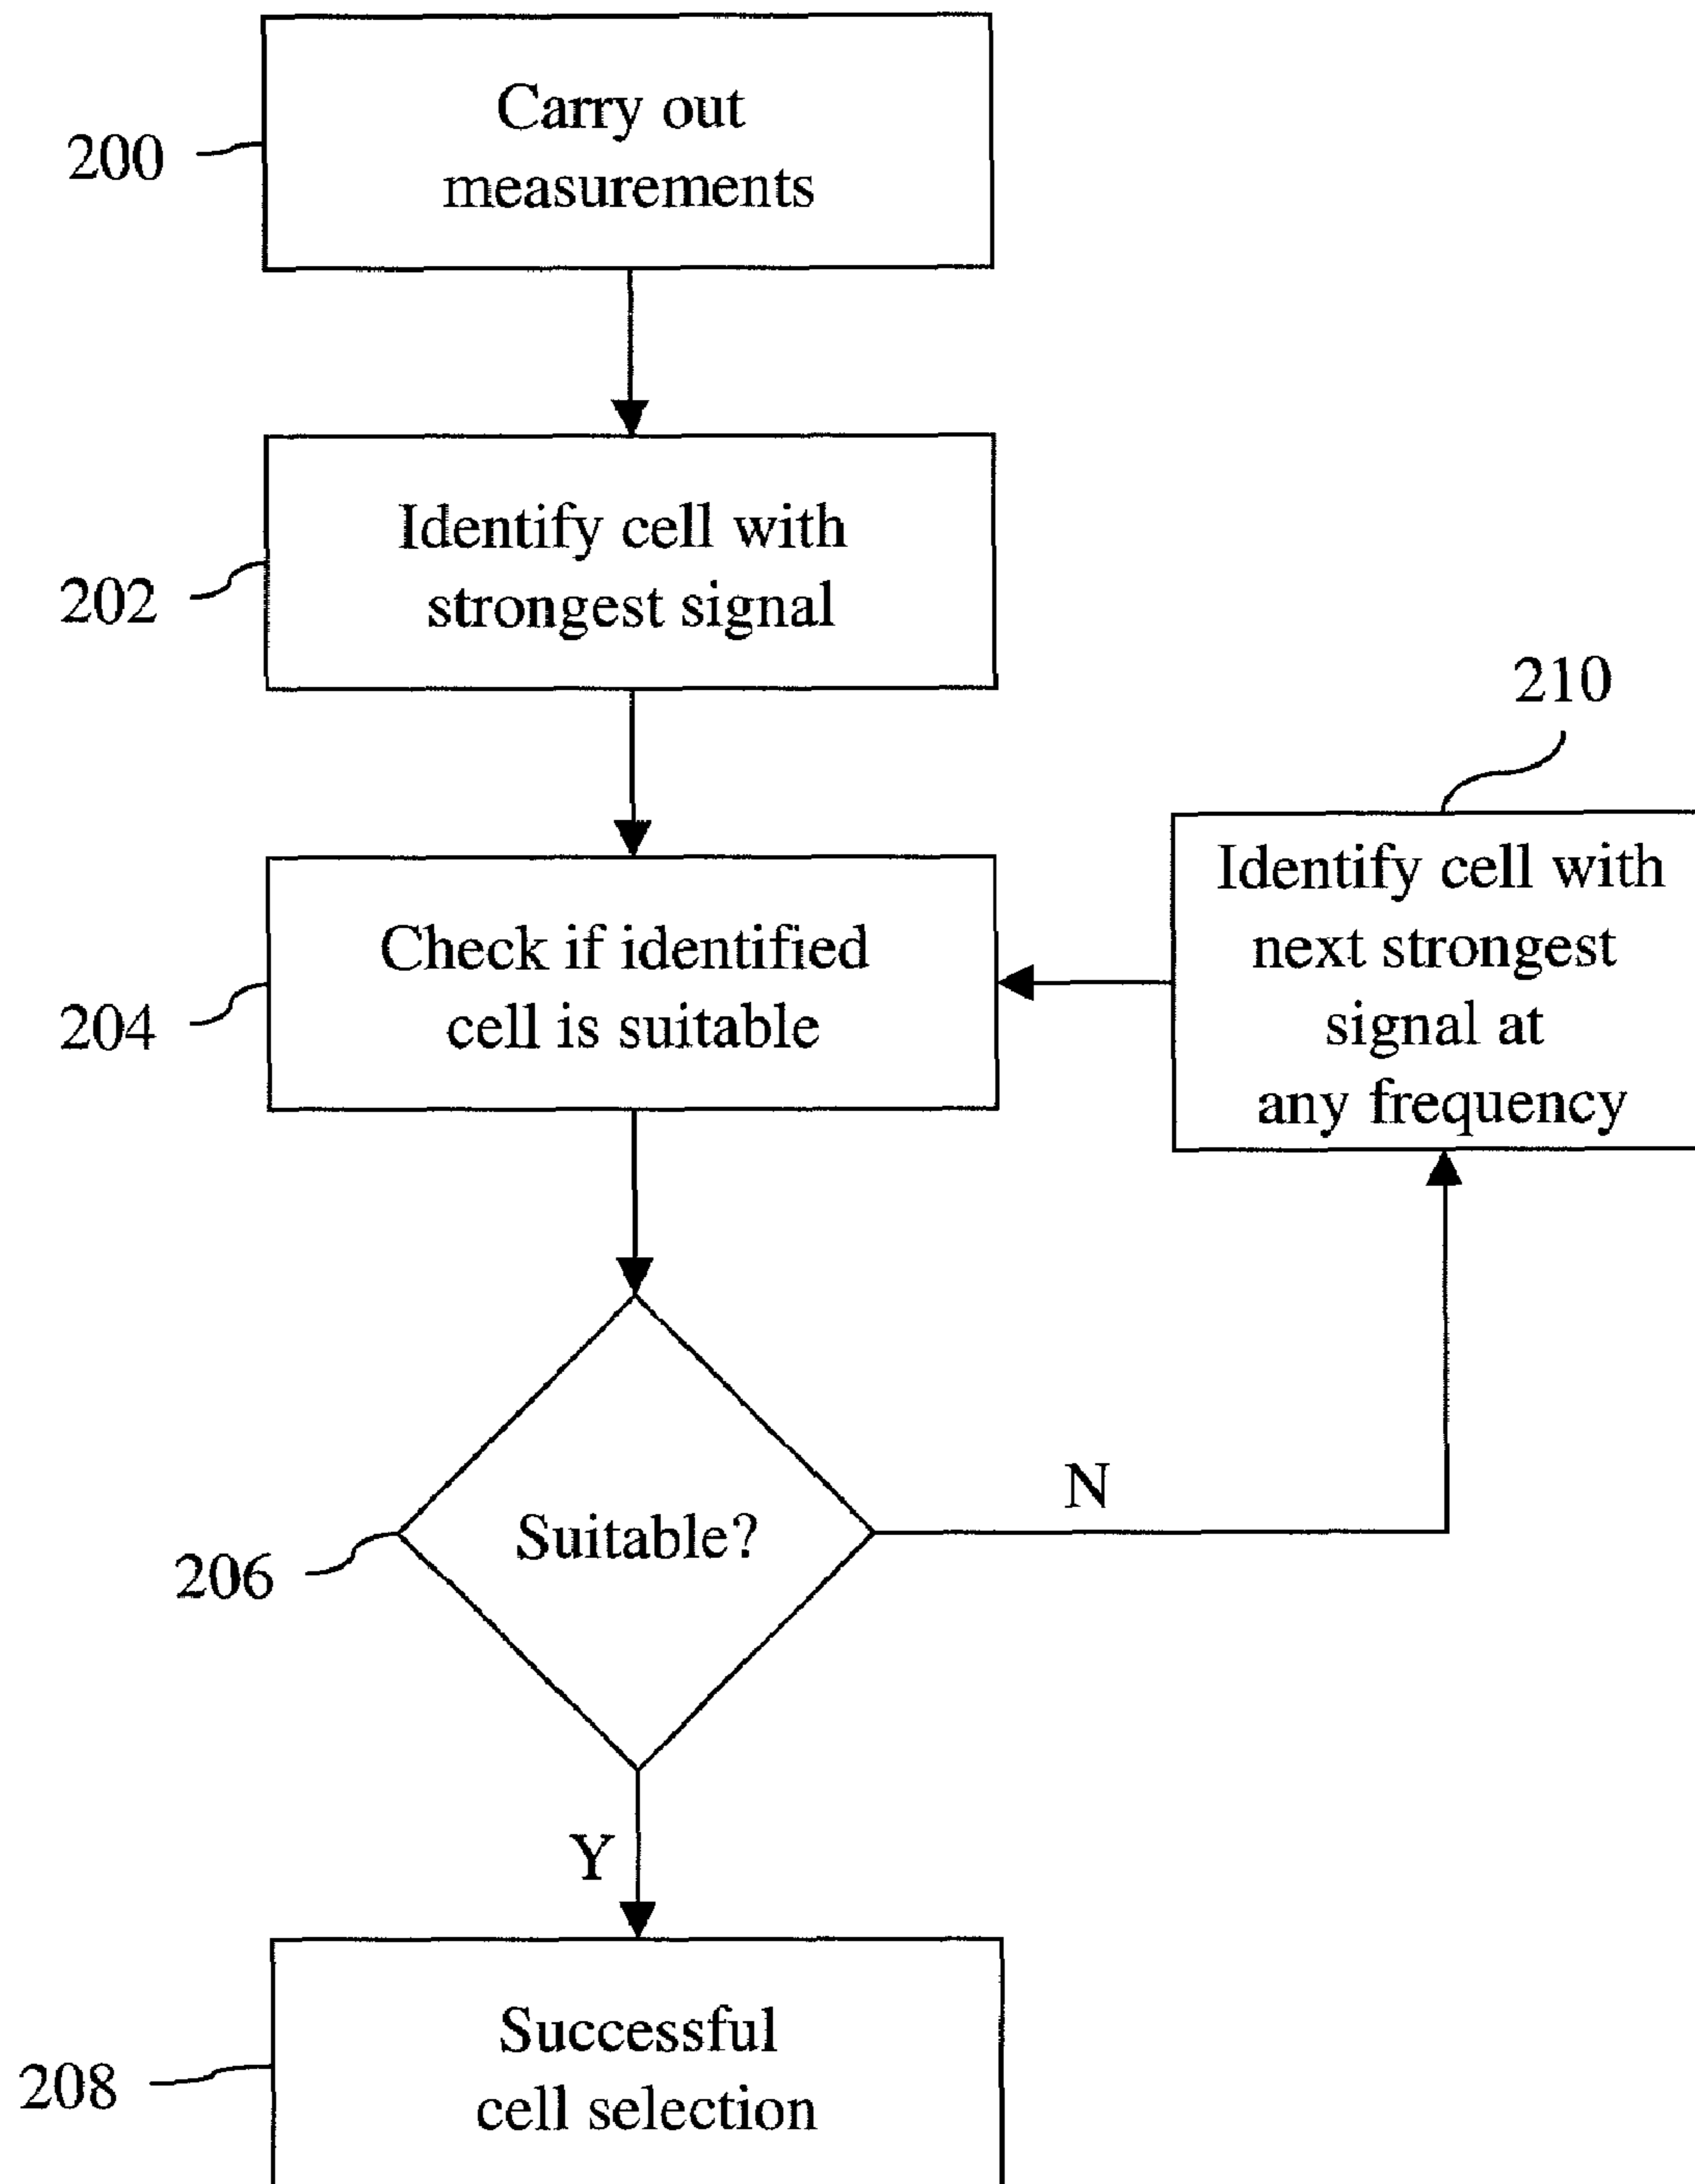 200
Carry out
measurements
202
Identify cell with
strongest signal
210
204
Check if identified
cell is suitable
Identify cell with
next strongest
signal at
any frequency
206
Suitable?
N
Y
208
Successful
cell selection